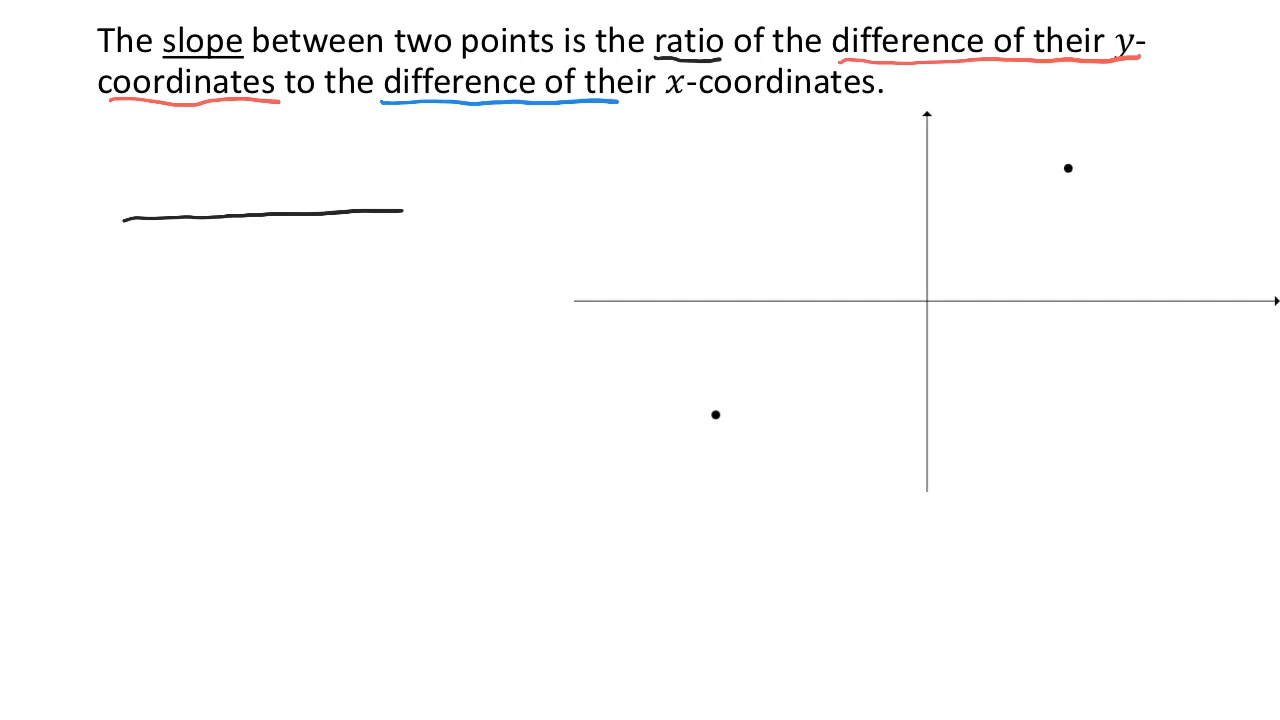 The slope between two points is the ratio of the difference of their y-
coordinates to the difference of their x-coordinates.